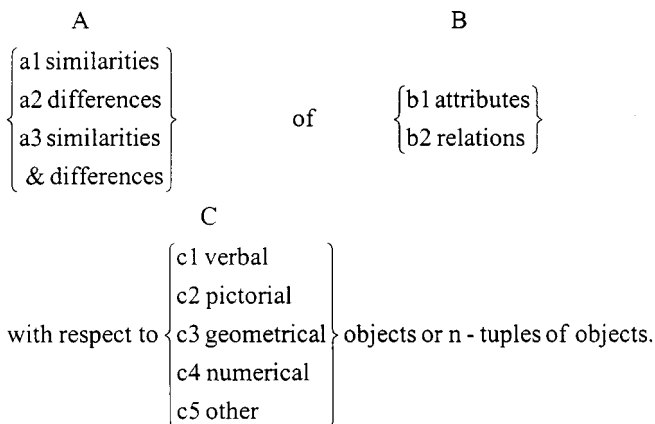 A B
a1 similarities
a2 differences
a3 similarities
& differences
of
b1 attributes
b2 relations
C
c1 verbal
c2 pictorial
with respect to c3 geometrical objects or n - tuples of objects.
c4 numerical
c5 other